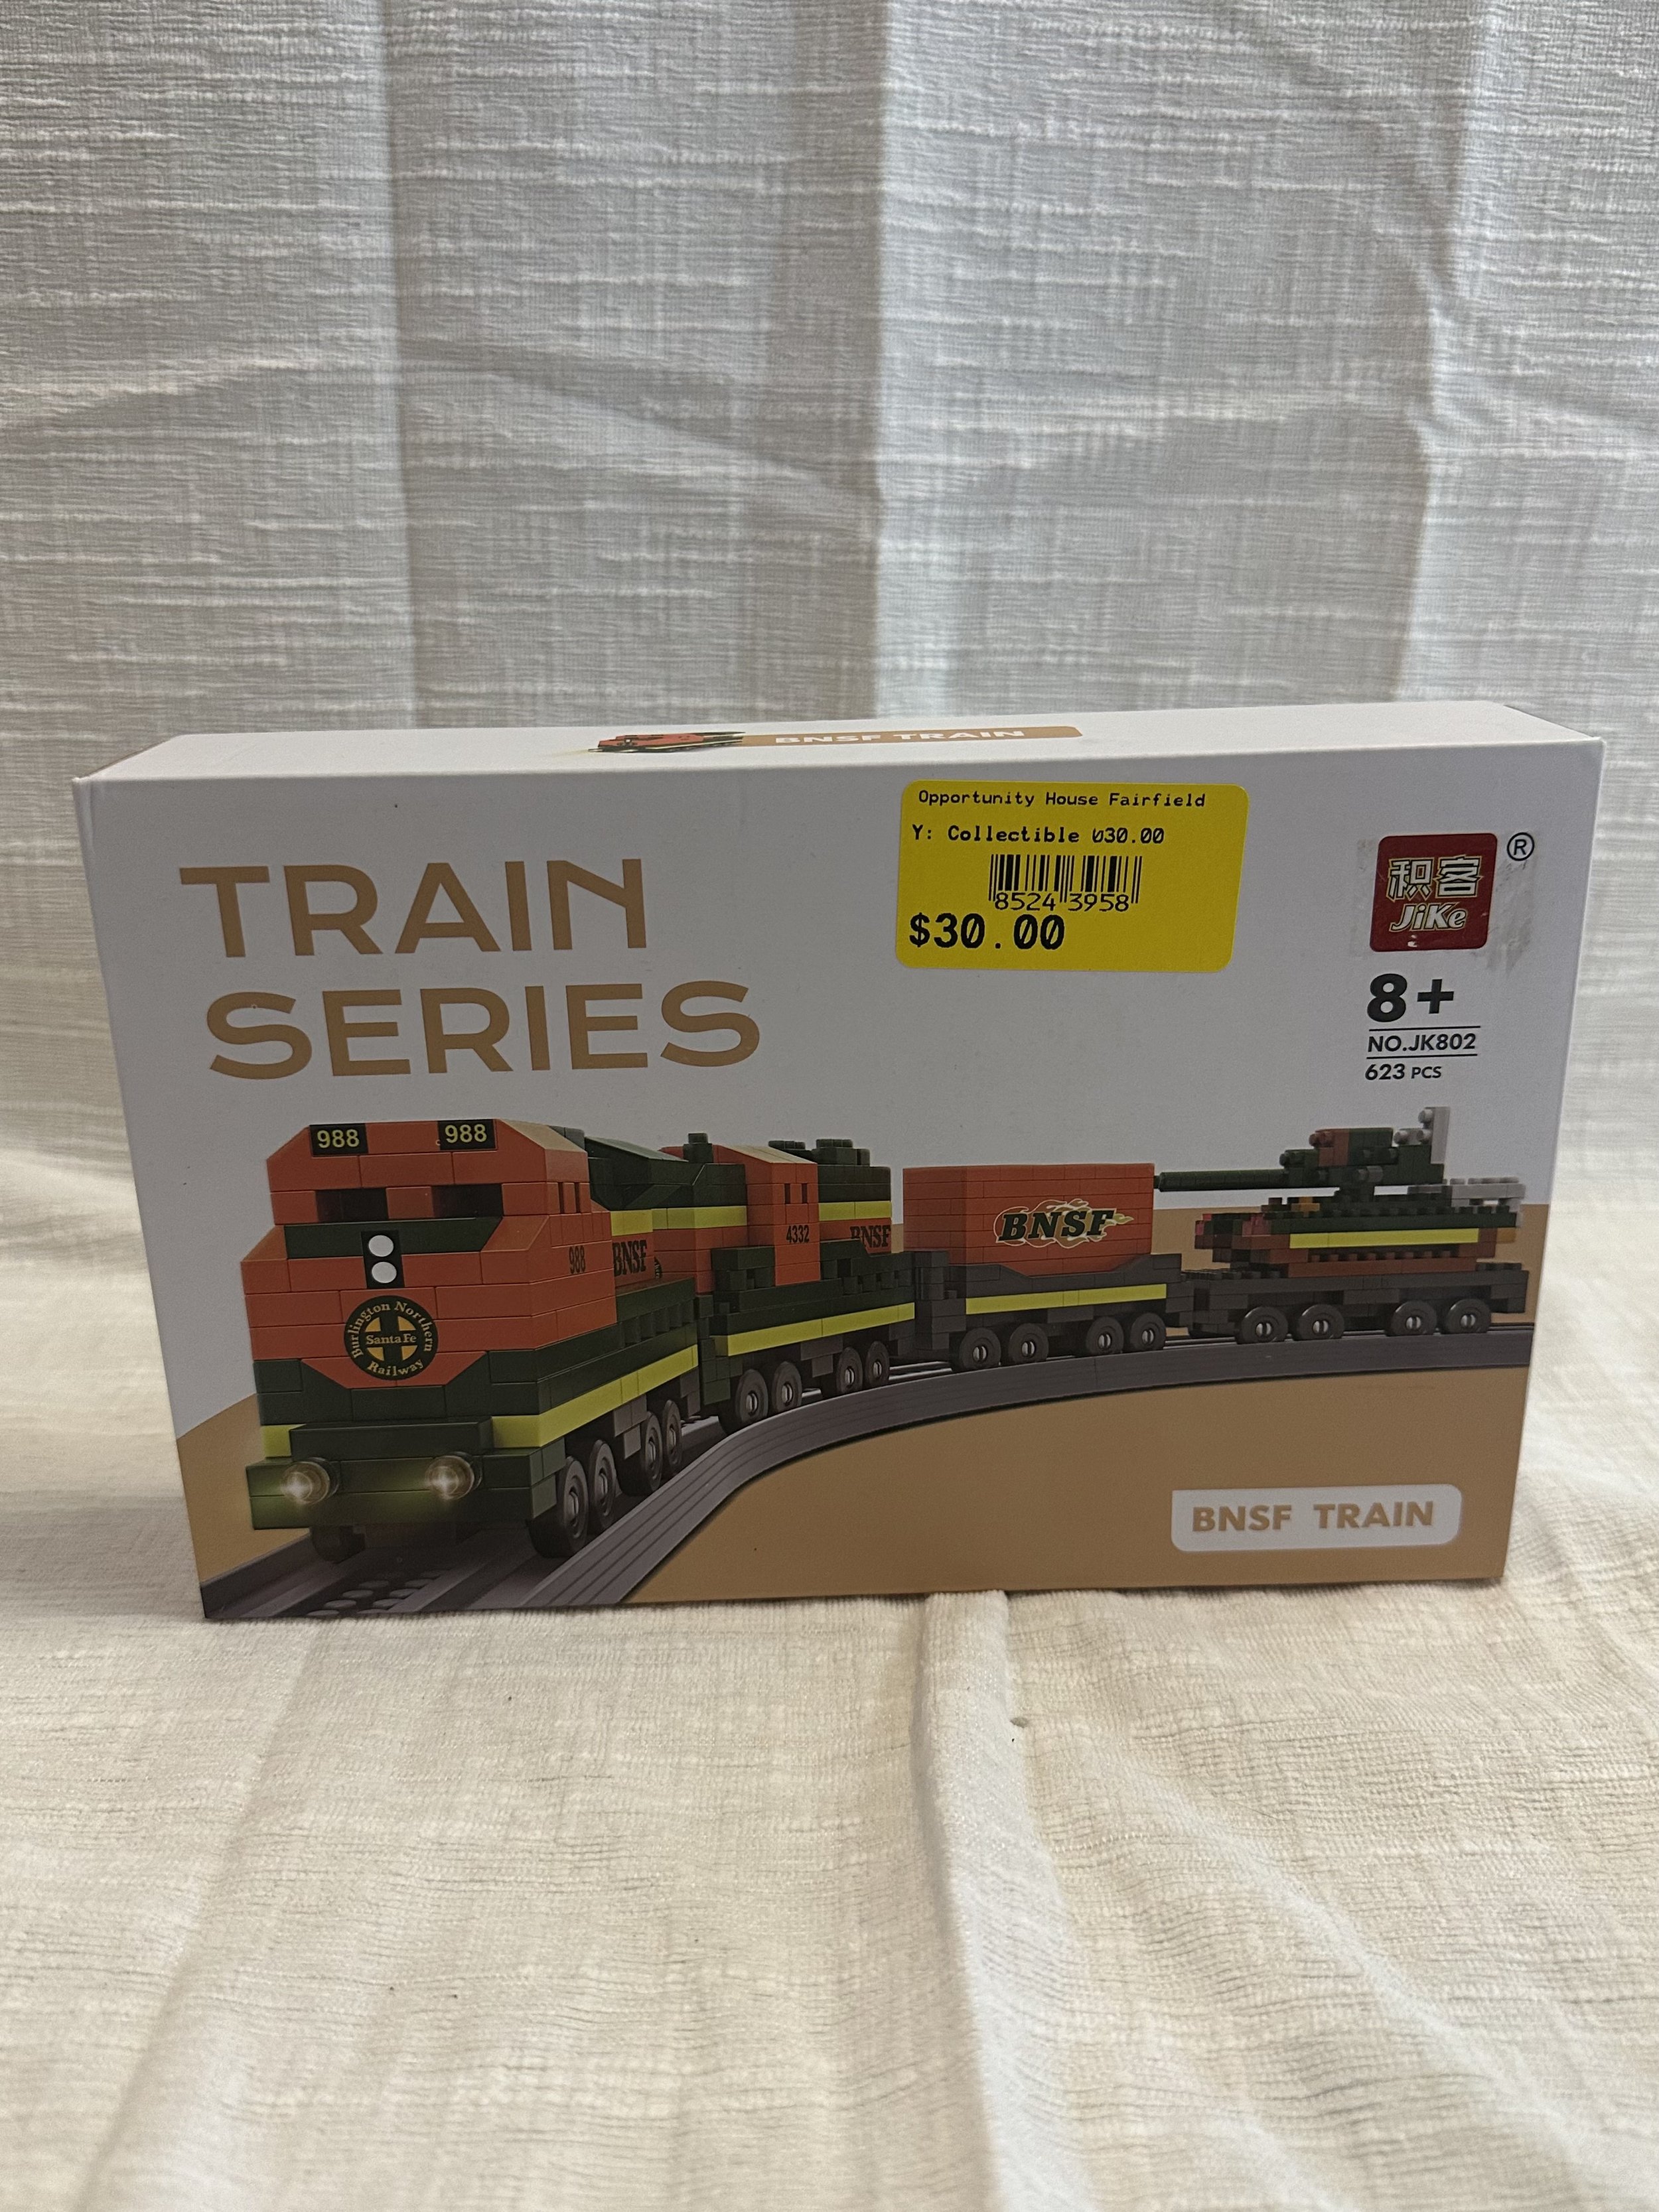 BNSF TRAIN
Opportunity House Fairfield
Y: Collectible U30.00
8524 3958
$30.00
TRAIN
SERIES
积客
JiKe
®
8+
NO.JK802
623 PCS
988
988
988
BNSF
4332
BNSF
BNSF
Burlington Northern
Santa Fe
Railway
BNSF TRAIN